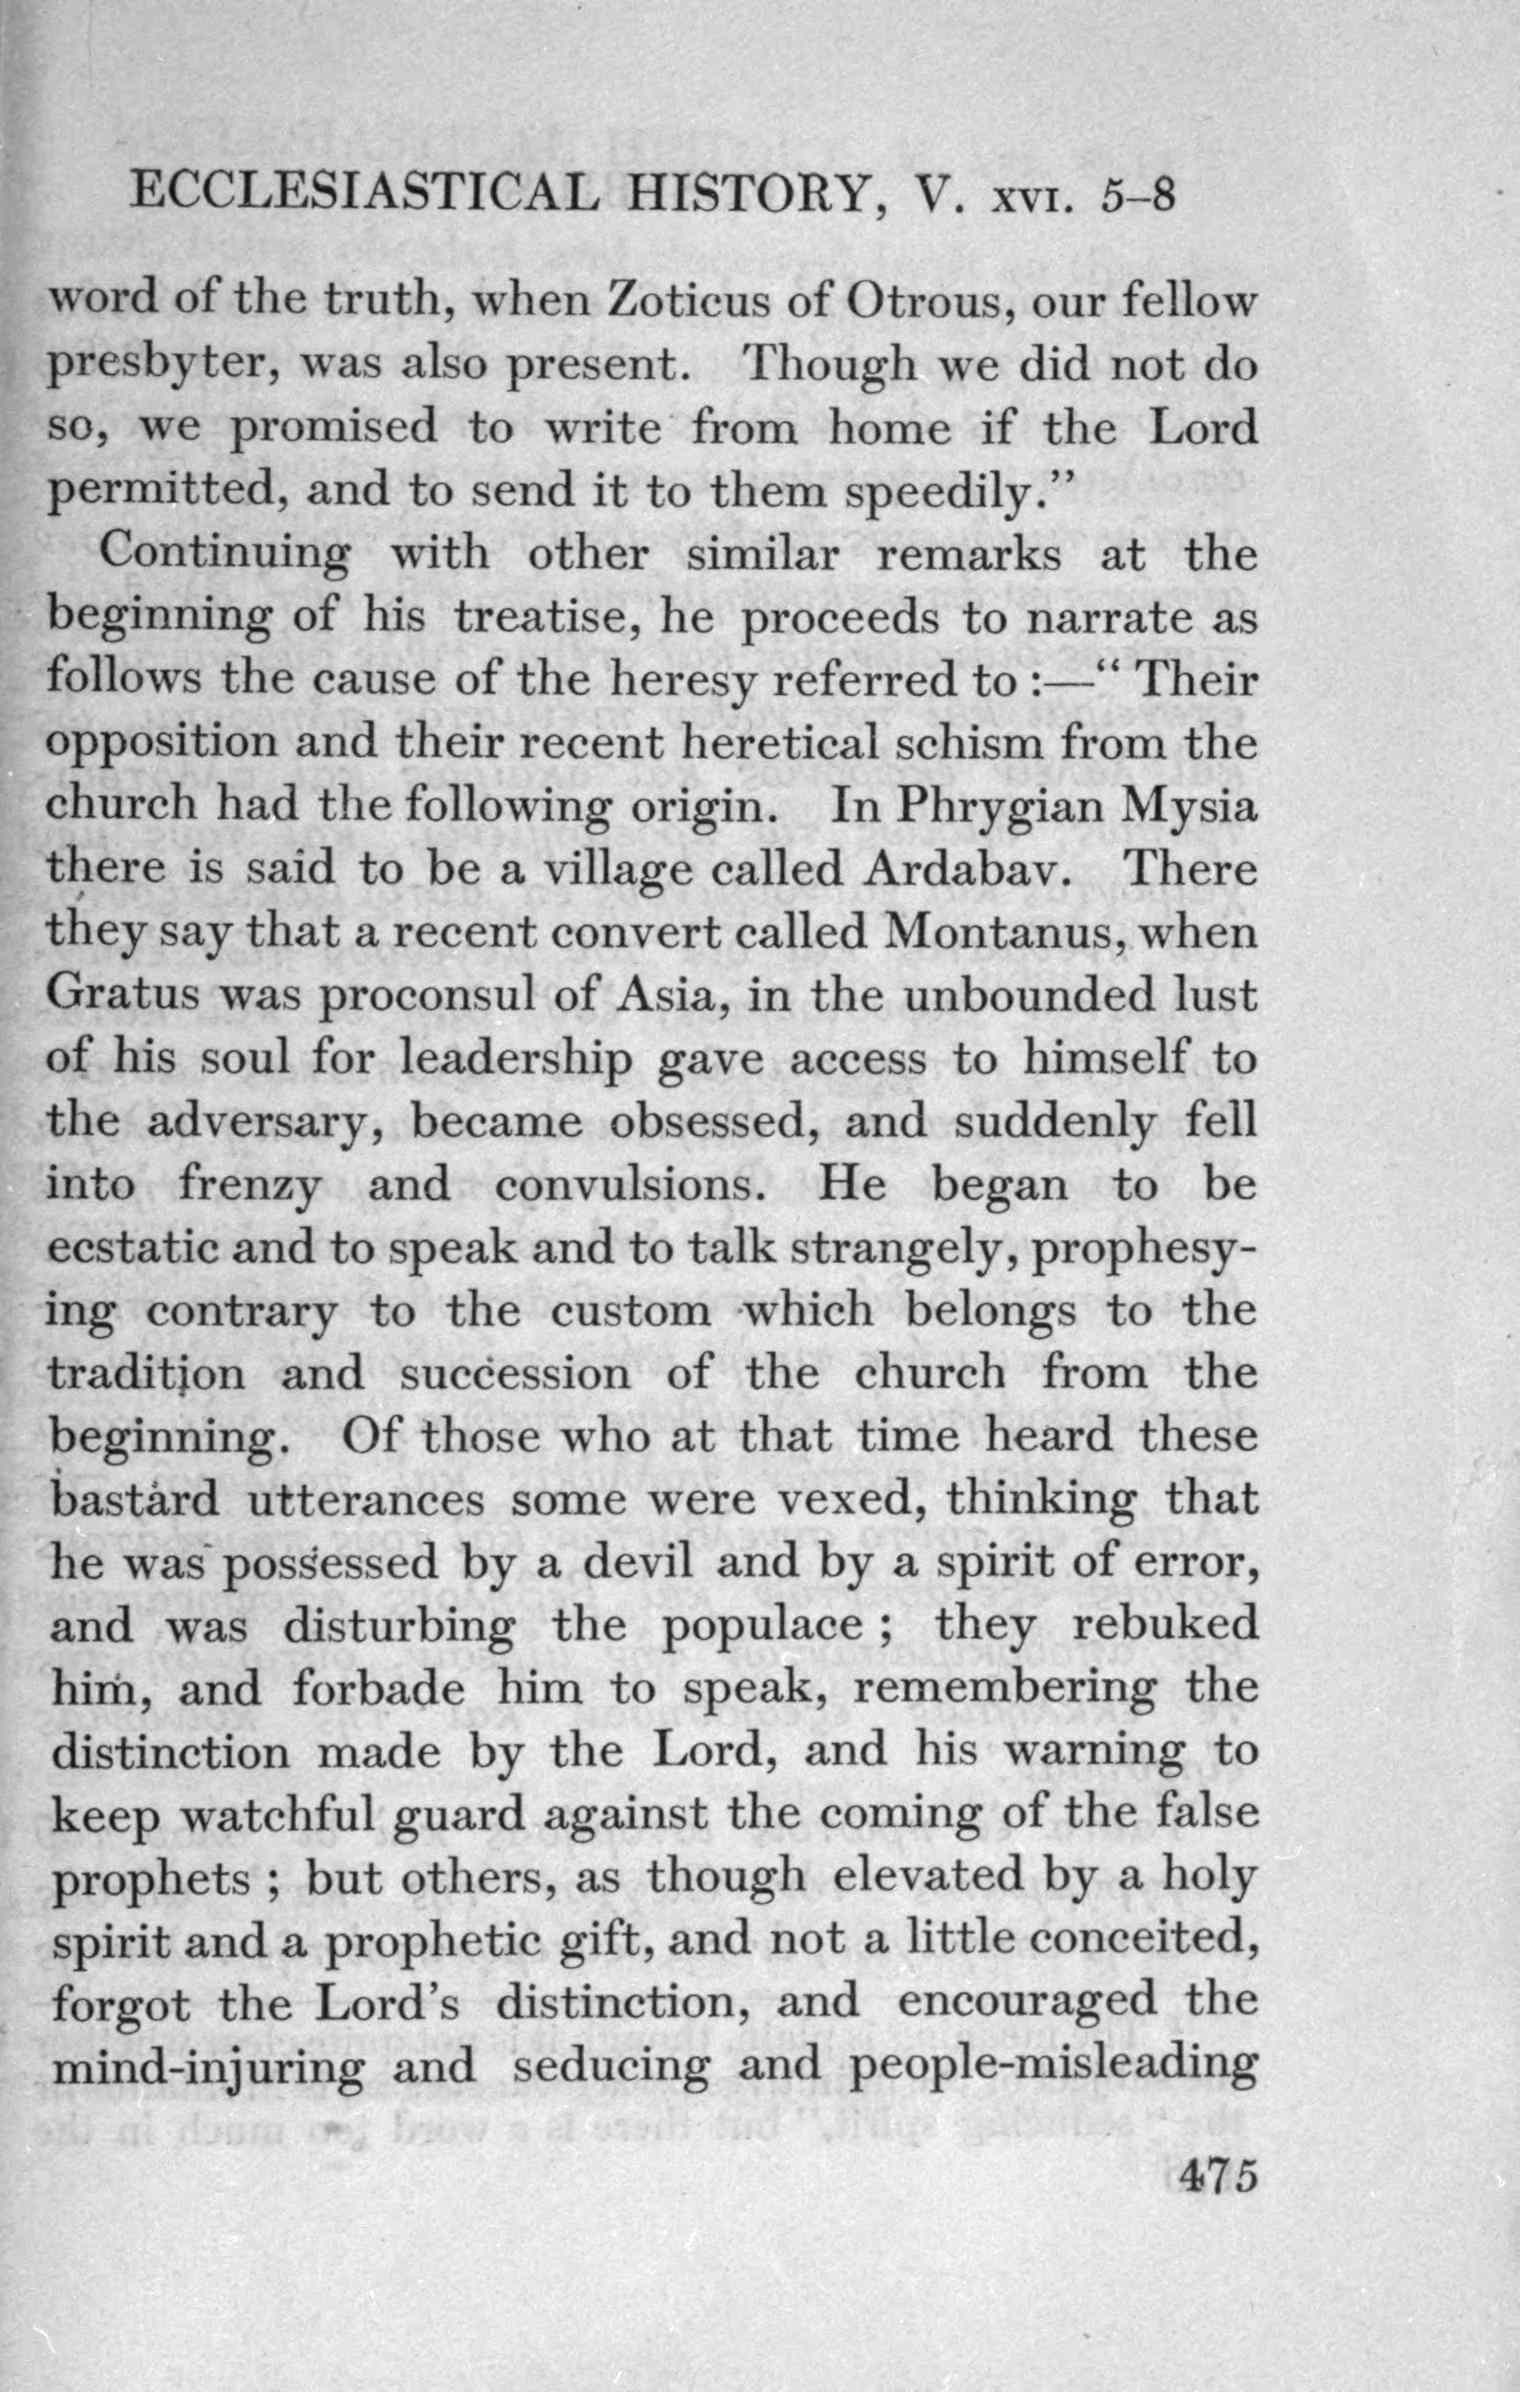 ECCLESIASTICAL HISTORY, V. XVI. 5–8
word of the truth, when Zoticus of Otrous, our fellow
presbyter, was also present. Though we did not do
so, we promised to write from home if the Lord
permitted, and to send it to them speedily.”
Continuing with other similar remarks at the
beginning of his treatise, he proceeds to narrate as
follows the cause of the heresy referred to :—“ Their
opposition and their recent heretical schism from the
church had the following origin. In Phrygian Mysia
there is said to be a village called Ardabav. There
they say that a recent convert called Montanus, when
Gratus was proconsul of Asia, in the unbounded lust
of his soul for leadership gave access to himself to
the adversary, became obsessed, and suddenly fell
into frenzy and convulsions. He began to be
ecstatic and to speak and to talk strangely, prophesy-
ing contrary to the custom which belongs to the
tradition and succession of the church from the
beginning. Of those who at that time heard these
bastard utterances some were vexed, thinking that
he was possessed by a devil and by a spirit of error,
and was disturbing the populace ; they rebuked
him, and forbade him to speak, remembering the
distinction made by the Lord, and his warning to
keep watchful guard against the coming of the false
prophets ; but others, as though elevated by a holy
spirit and a prophetic gift, and not a little conceited,
forgot the Lord’s distinction, and encouraged the
mind-injuring and seducing and people-misleading
475